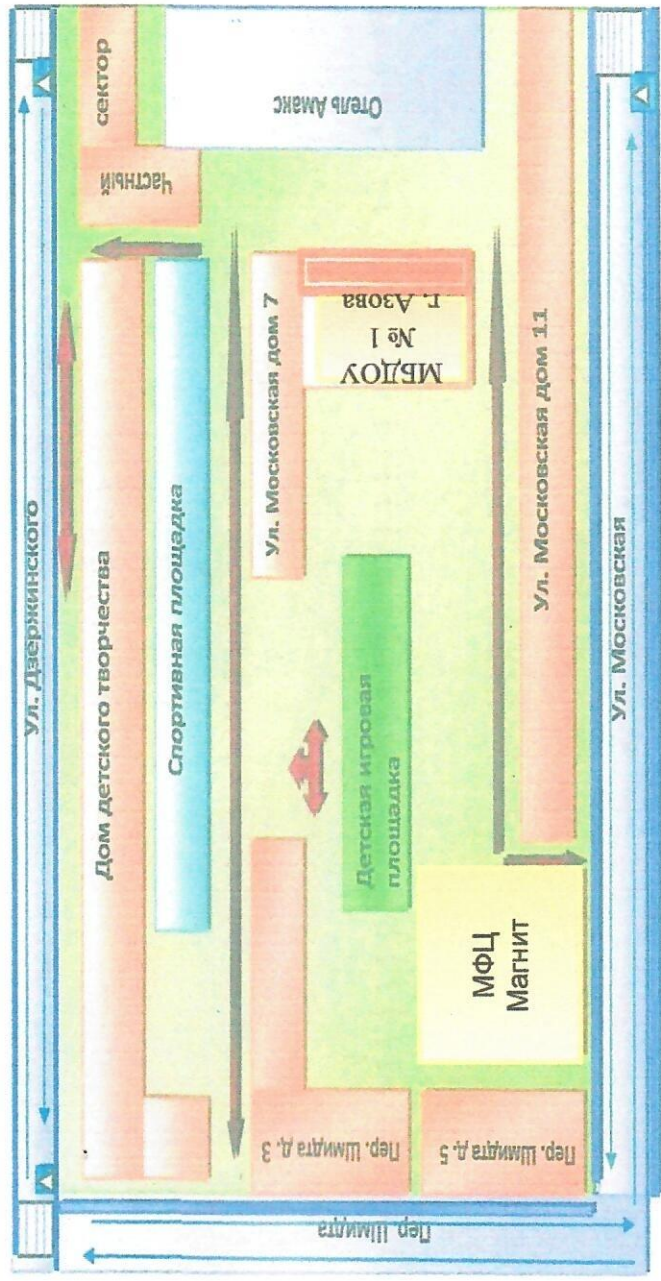 Ул. Дзержинского
сектор
Частный
Дом детского творчества
Спортивная площадка
Отель Амакс
Ул. Московская дом 7
МБДОУ
№ 1
г. Азова
Детская игровая
площадка
Ул. Московская дом 11
МФЦ
Магнит
Пер. Шмидта д. 3
Пер. Шмидта д. 5
Пер. Шмидта
Ул. Московская